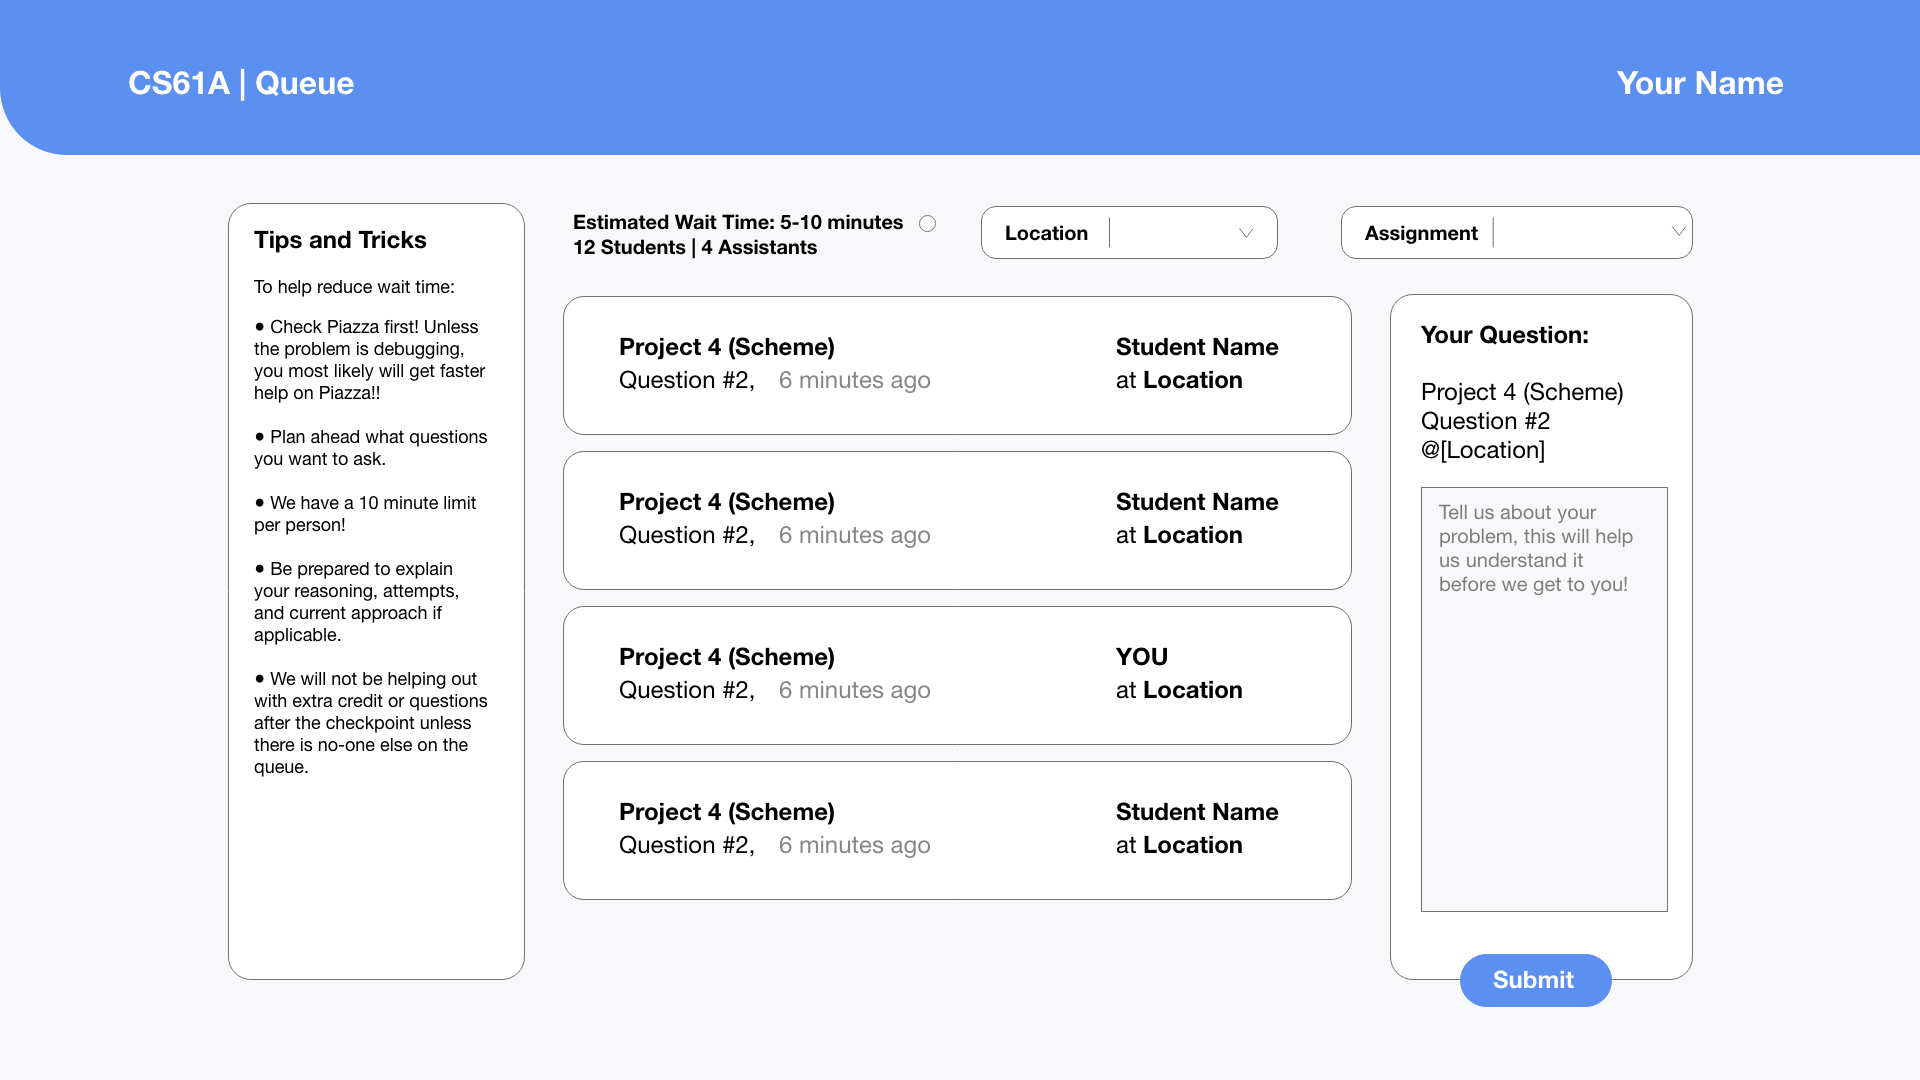 CS61A | Queue
Your Name
Tips and Tricks
To help reduce wait time:
• Check Piazza first! Unless
the problem is debugging,
you most likely will get faster
help on Piazza!!
• Plan ahead what questions
you want to ask.
• We have a 10 minute limit
per person!
• Be prepared to explain
your reasoning, attempts,
and current approach if
applicable.
• We will not be helping out
with extra credit or questions
after the checkpoint unless
there is no-one else on the
queue.
Estimated Wait Time: 5-10 minutes
12 Students | 4 Assistants
Location
Assignment
Project 4 (Scheme)
Question #2, 6 minutes ago
Student Name
at Location
Project 4 (Scheme)
Question #2, 6 minutes ago
Student Name
at Location
Project 4 (Scheme)
Question #2, 6 minutes ago
YOU
at Location
Project 4 (Scheme)
Question #2, 6 minutes ago
Student Name
at Location
Your Question:
Project 4 (Scheme)
Question #2
@[Location]
Tell us about your
problem, this will help
us understand it
before we get to you!
Submit